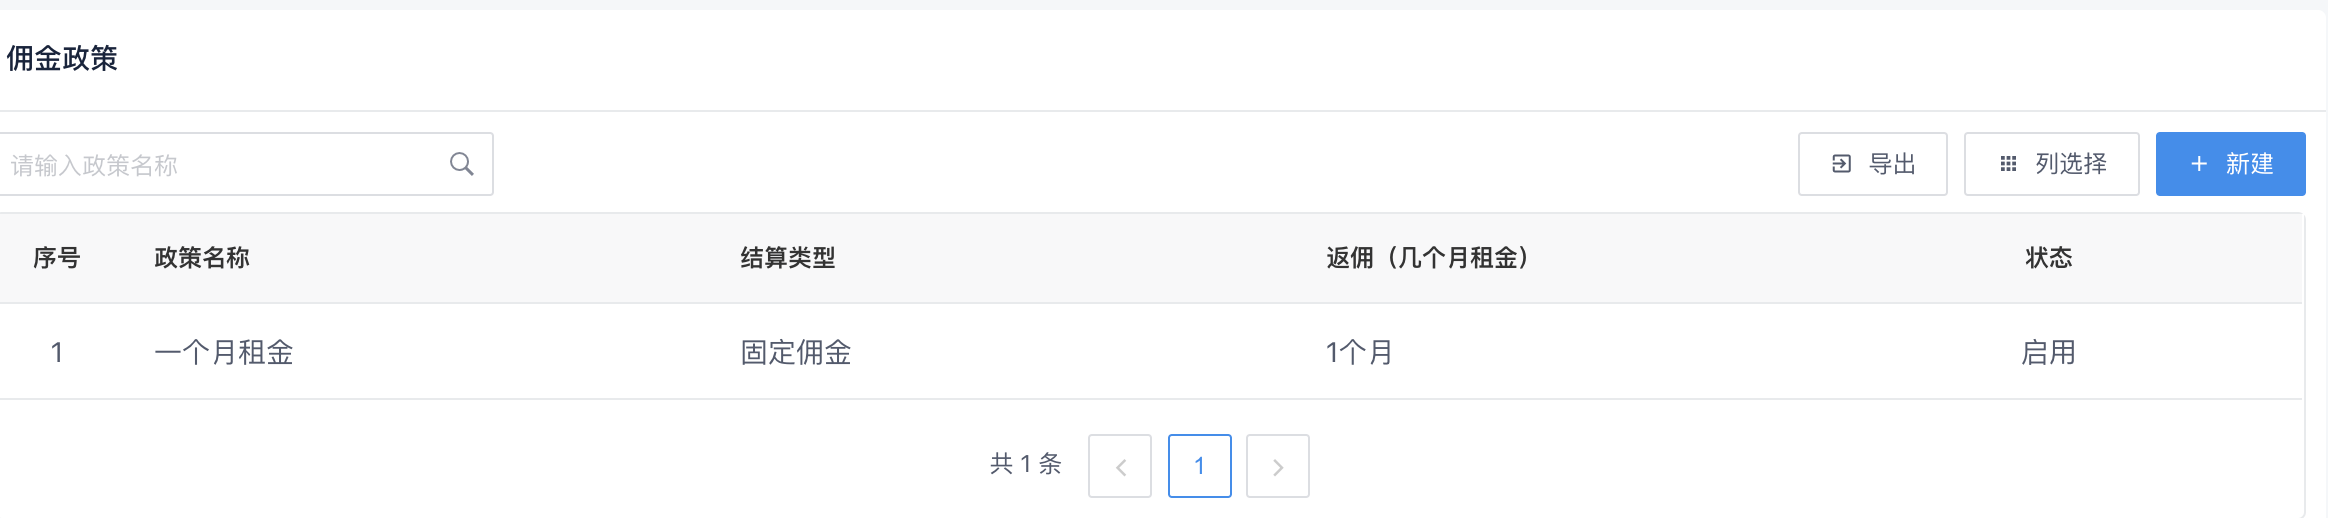 佣金政策
请输入政策名称 导出 列选择 + 新建
序号 政策名称 结算类型 返佣（几个月租金） 状态
1 一个月租金 固定佣金 1个月 启用
共 1 条 < 1 >